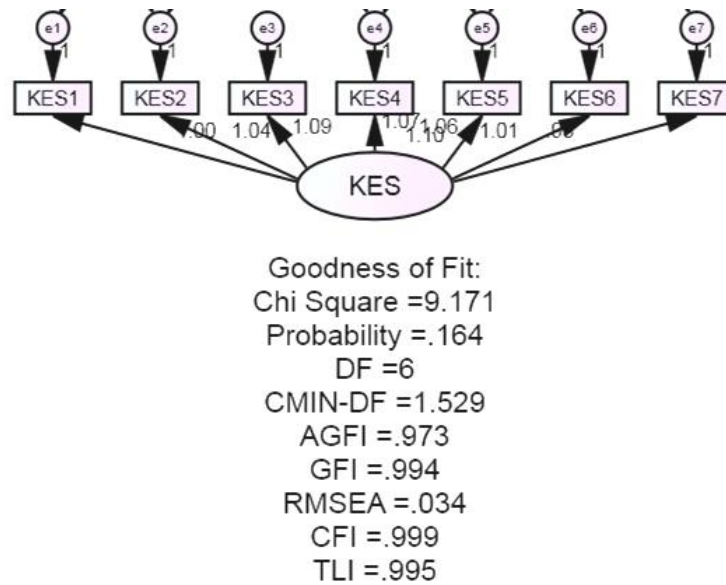 e1 e2 e3 e4 e5 e6 e7
1 1 1 1 1 1 1
KES1 KES2 KES3 KES4 KES5 KES6 KES7
1.04 1.09 1.07 1.06 1.01
1.10
KES
Goodness of Fit:
Chi Square =9.171
Probability =.164
DF =6
CMIN-DF =1.529
AGFI =.973
GFI =.994
RMSEA =.034
CFI =.999
TLI =.995